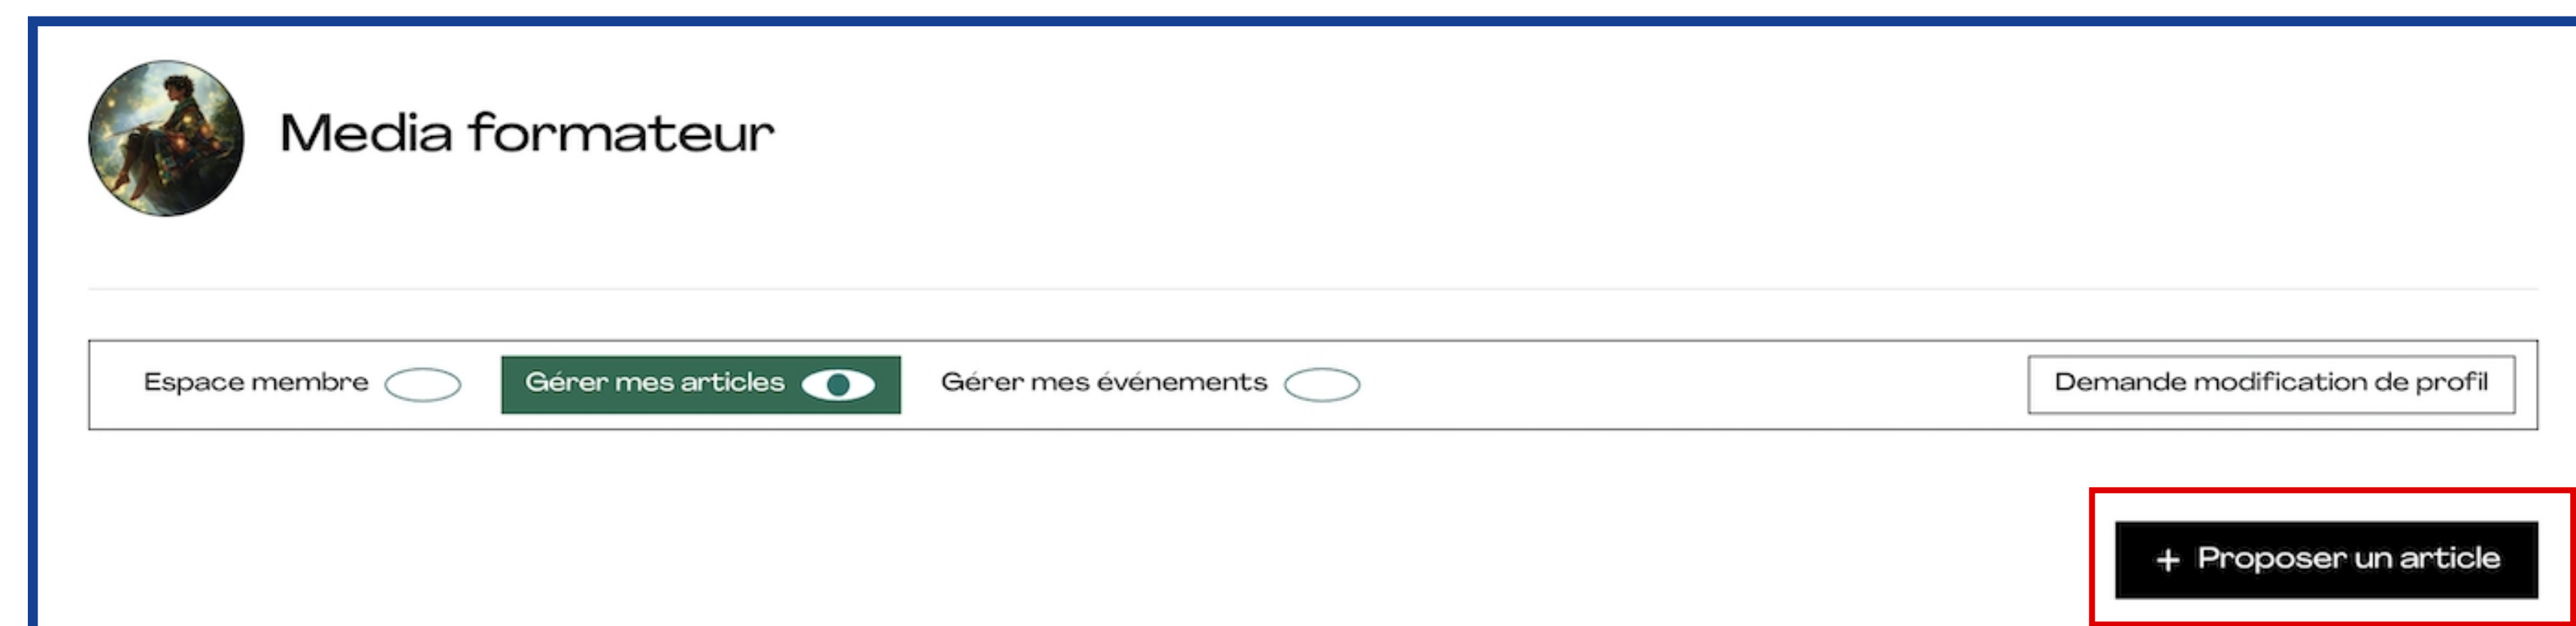 Media formateur
Espace membre
Gérer mes articles
Gérer mes événements
Demande modification de profil
+ Proposer un article